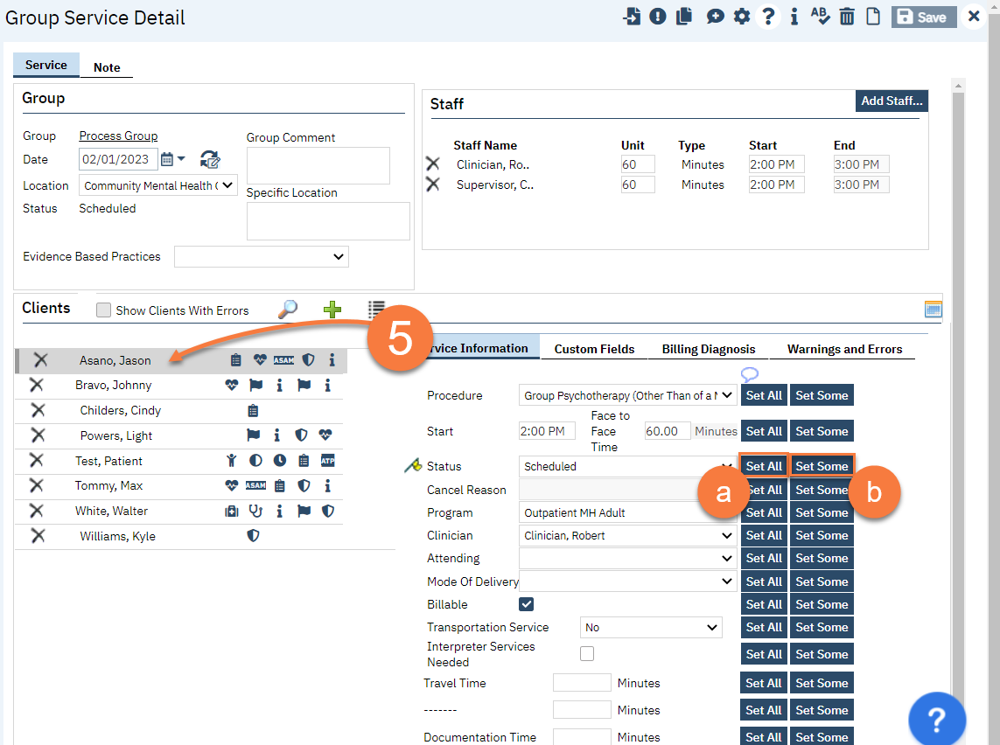 Group Service Detail
Save
Service
Note
Group
Group Process Group
Date 02/01/2023
Location Community Mental Health (
Status Scheduled
Group Comment
Specific Location
Evidence Based Practices
Staff
Add Staff...
Staff Name Unit Type Start End
Clinician, Ro.. 60 Minutes 2:00 PM 3:00 PM
Supervisor, C.. 60 Minutes 2:00 PM 3:00 PM
Clients
Show Clients With Errors
5
Asano, Jason ASAM
Bravo, Johnny
Childers, Cindy
Powers, Light
Test, Patient ATP
Tommy, Max ASAM
White, Walter
Williams, Kyle
rvice Information
Custom Fields
Billing Diagnosis
Warnings and Errors
Procedure Group Psychotherapy (Other Than of a M Set All Set Some
Start 2:00 PM Face to Face Time 60.00 Minutes Set All Set Some
Status Scheduled Set All Set Some
a
b
Cancel Reason Set All Set Some
Program Outpatient MH Adult Set All Set Some
Clinician Clinician, Robert Set All Set Some
Attending Set All Set Some
Mode Of Delivery Set All Set Some
Billable Set All Set Some
Transportation Service No Set All Set Some
Interpreter Services Needed Set All Set Some
Travel Time Minutes Set All Set Some
------- Minutes Set All Set Some
Documentation Time Minutes Set All Set Some